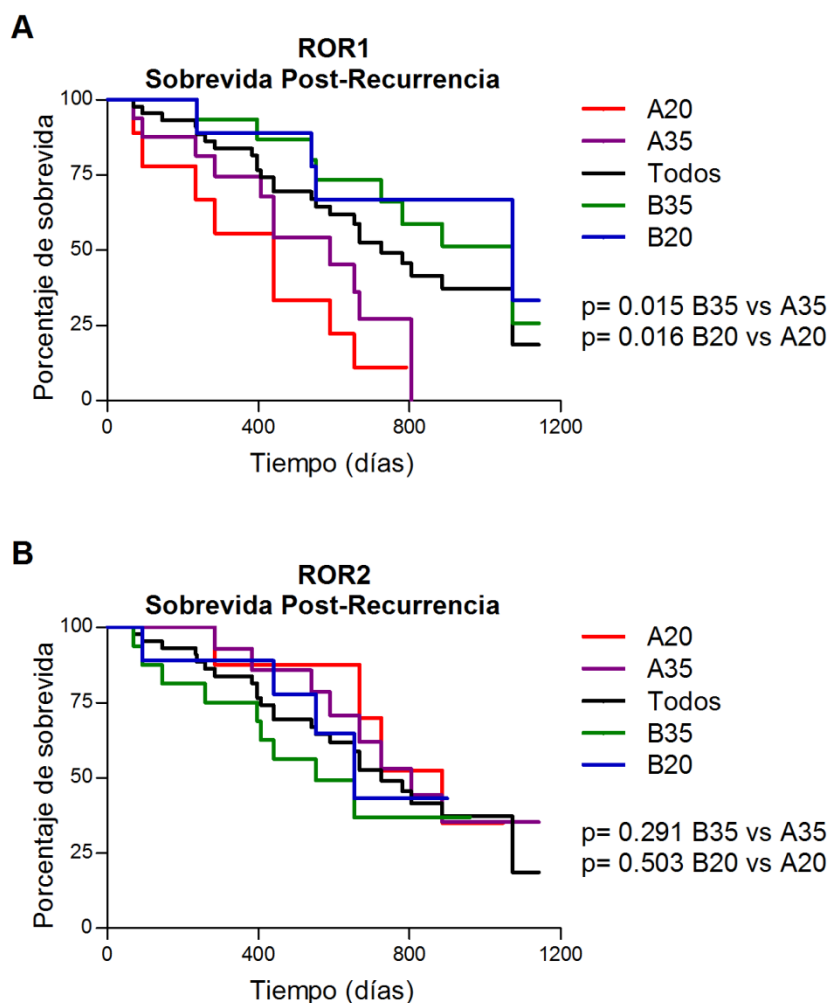 A
ROR1
Sobrevida Post-Recurrencia
Porcentaje de sobrevida
100
75
50
25
0
0 400 800 1200
Tiempo (días)
A20
A35
Todos
B35
B20
p= 0.015 B35 vs A35
p= 0.016 B20 vs A20
B
ROR2
Sobrevida Post-Recurrencia
Porcentaje de sobrevida
100
75
50
25
0
0 400 800 1200
Tiempo (días)
A20
A35
Todos
B35
B20
p= 0.291 B35 vs A35
p= 0.503 B20 vs A20